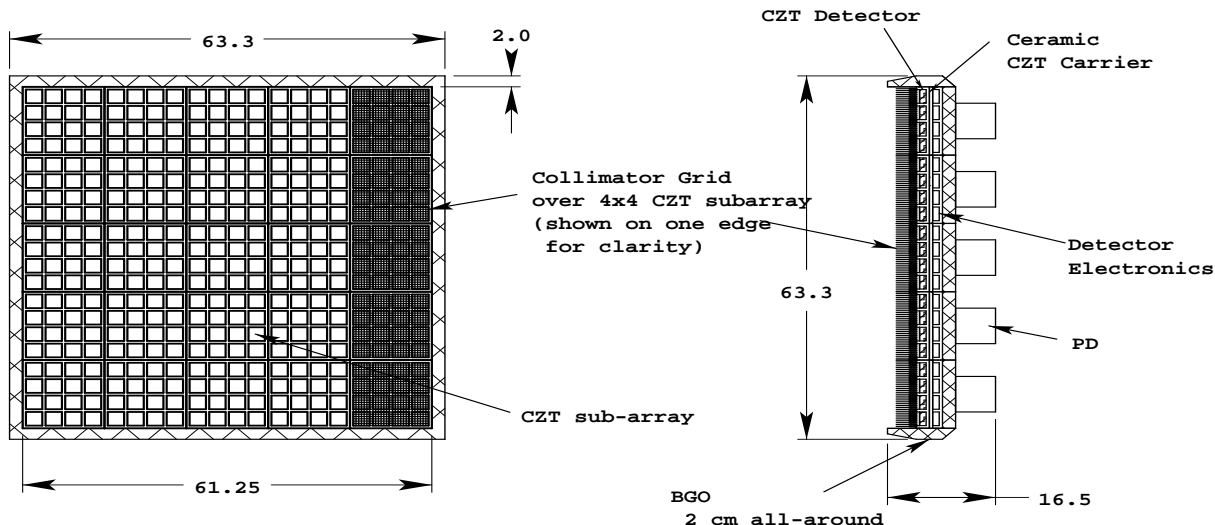 63.3
2.0
Collimator Grid
over 4x4 CZT subarray
(shown on one edge
for clarity)
CZT sub-array
61.25
CZT Detector
Ceramic
CZT Carrier
Detector
Electronics
63.3
PD
BGO
2 cm all-around
16.5